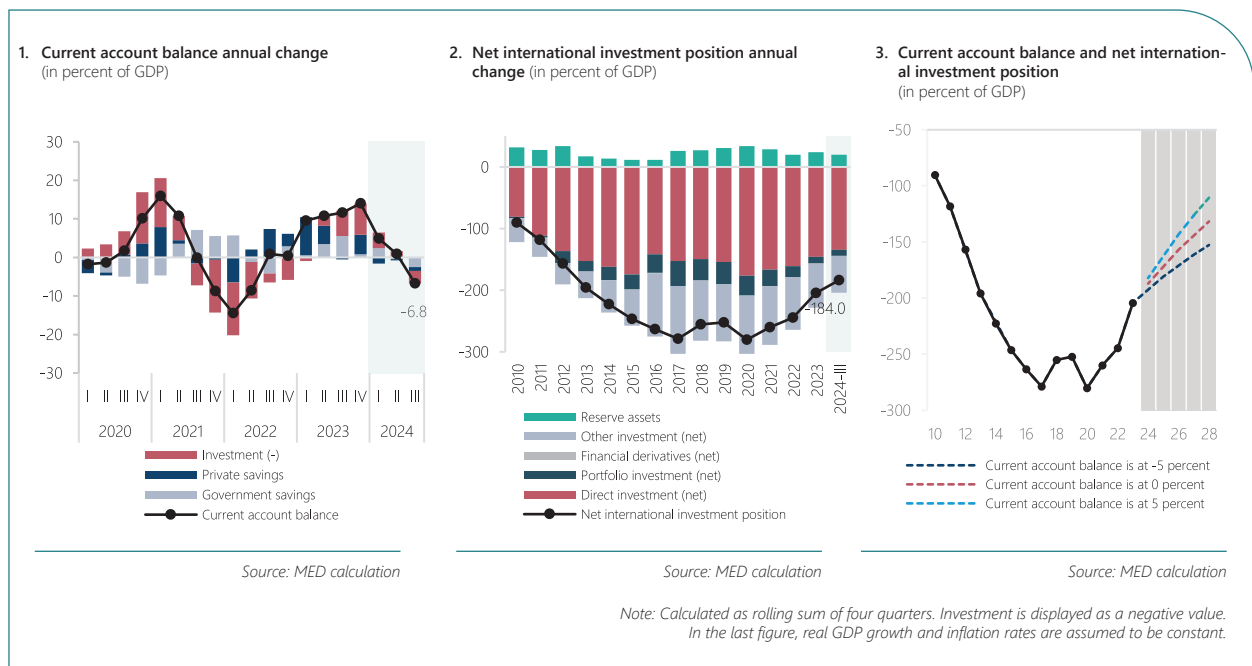 1. Current account balance annual change
(in percent of GDP)
30
20
10
0
-10
-20
-30
-6.8
I II III IV I II III IV I II III IV I II III IV I II III
2020 2021 2022 2023 2024
Investment (-)
Private savings
Government savings
Current account balance
Source: MED calculation
2. Net international investment position annual
change (in percent of GDP)
0
-100
-200
-300
-184.0
2010 2011 2012 2013 2014 2015 2016 2017 2018 2019 2020 2021 2022 2023 2024-III
Reserve assets
Other investment (net)
Financial derivatives (net)
Portfolio investment (net)
Direct investment (net)
Net international investment position
Source: MED calculation
3. Current account balance and net internation-
al investment position
(in percent of GDP)
-50
-100
-150
-200
-250
-300
10 12 14 16 18 20 22 24 26 28
Current account balance is at -5 percent
Current account balance is at 0 percent
Current account balance is at 5 percent
Source: MED calculation
Note: Calculated as rolling sum of four quarters. Investment is displayed as a negative value.
In the last figure, real GDP growth and inflation rates are assumed to be constant.